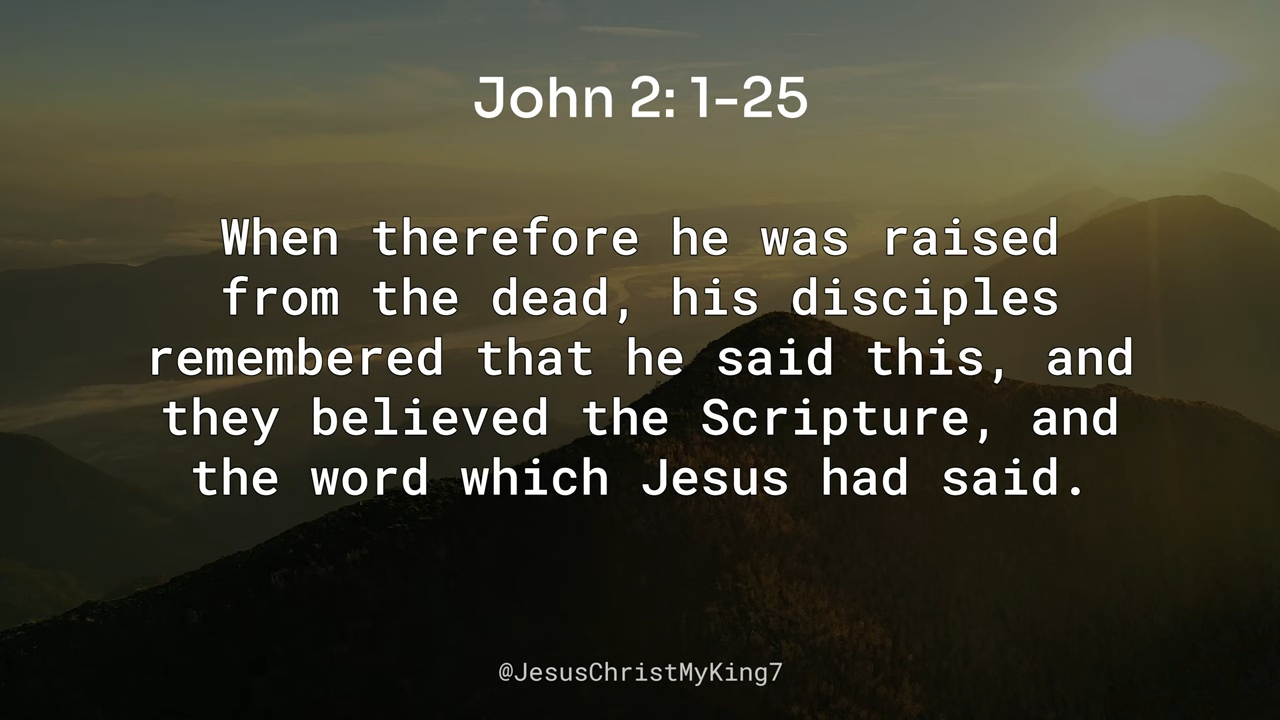 John 2: 1-25
When therefore he was raised
from the dead, his disciples
remembered that he said this, and
they believed the Scripture, and
the word which Jesus had said.
@JesusChristMyKing7